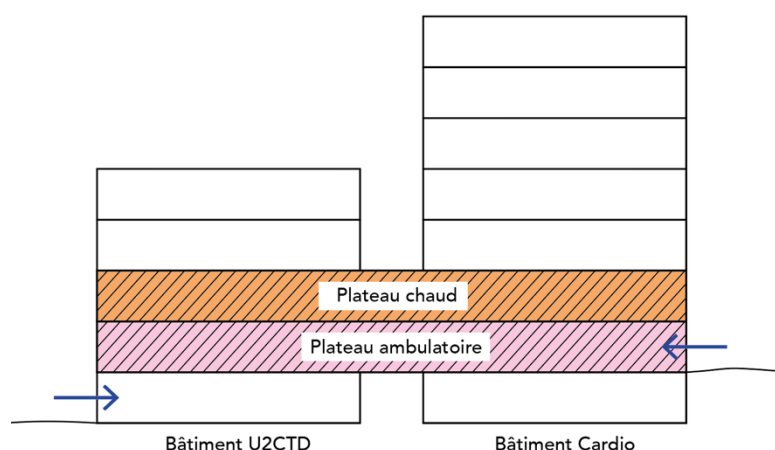 Plateau chaud
Plateau ambulatoire
Bâtiment U2CTD
Bâtiment Cardio